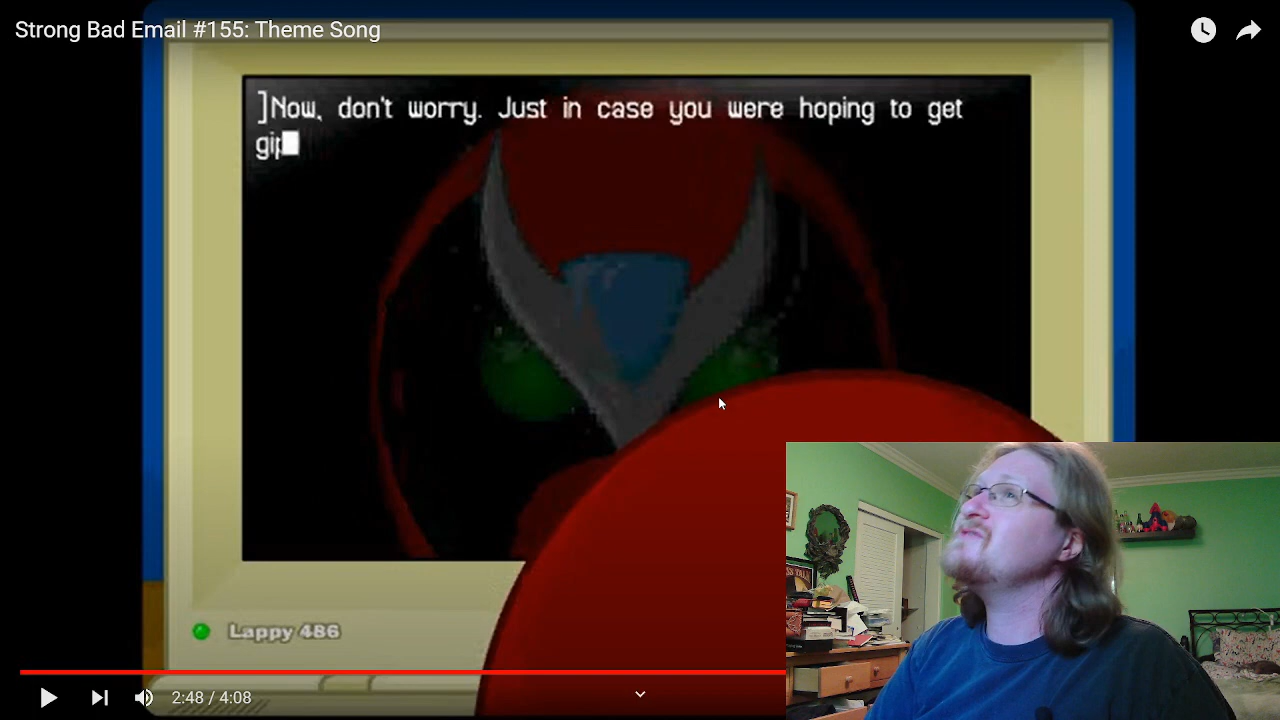 Strong Bad Email #155: Theme Song
]Now, don't worry. Just in case you were hoping to get
gip
Lappy 486
2:48 / 4:08